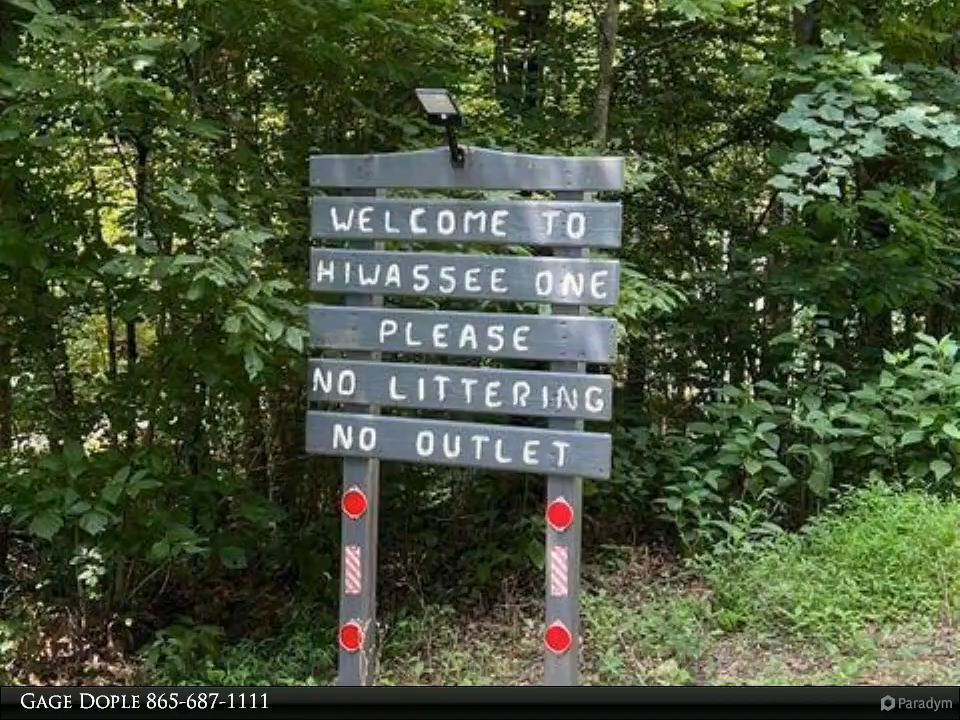 WELCOME TO
HIWASSEE ONE
PLEASE
NO LITTERING
NO OUTLET
GAGE DOPLE 865-687-1111
Paradym